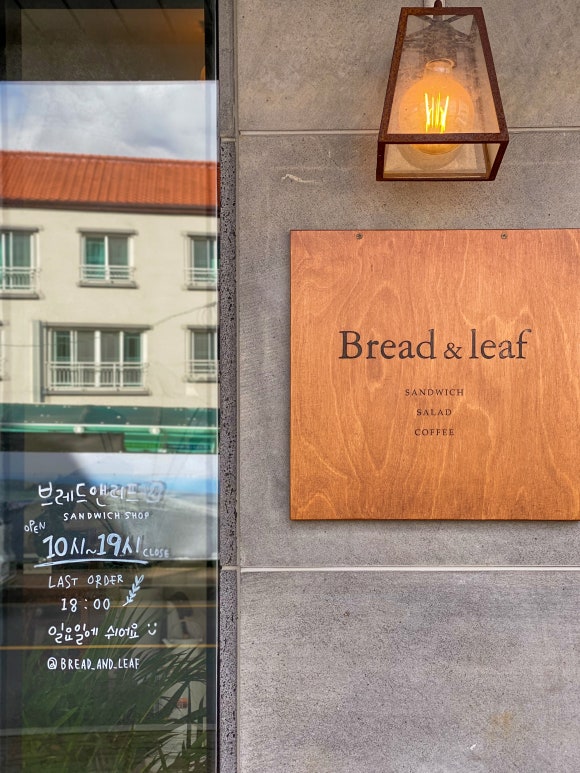 Bread & leaf
SANDWICH
SALAD
COFFEE
브레드앤리프
SANDWICH SHOP
OPEN
10시~19시 CLOSE
LAST ORDER
18:00
일요일에 쉬어요
@BREAD_AND_LEAF